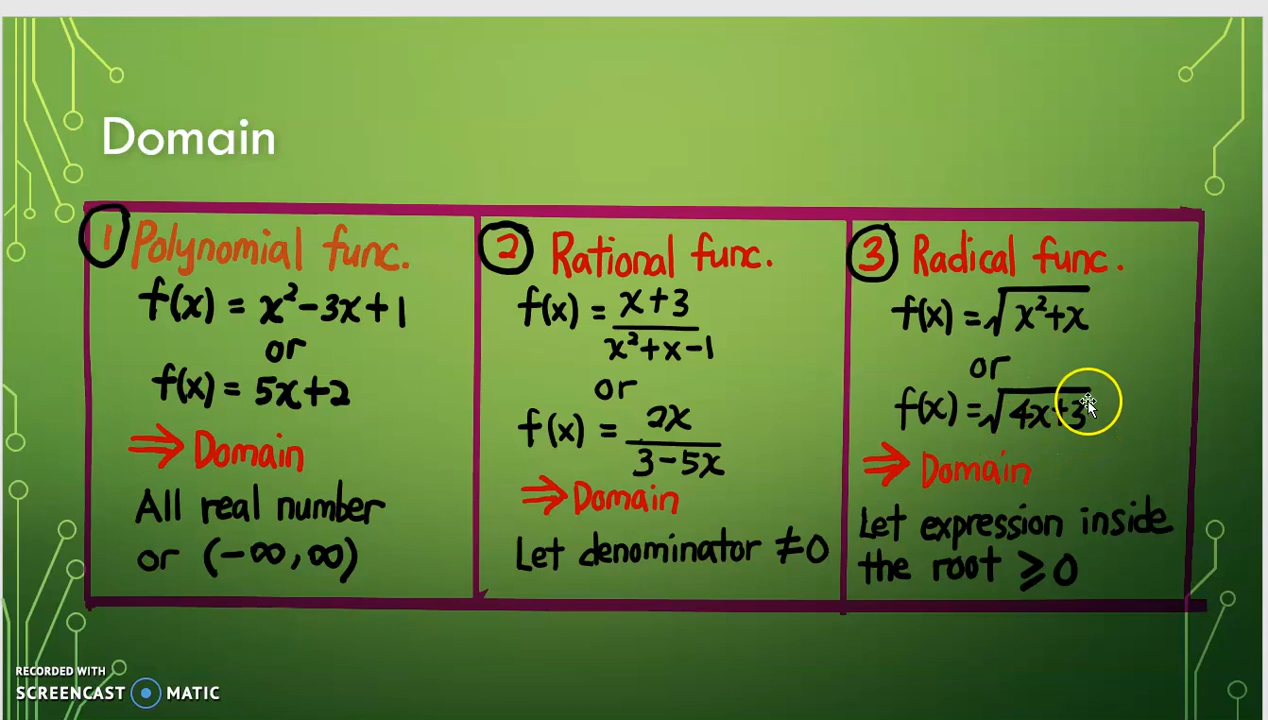 Domain
1 Polynomial func.
f(x) = x² - 3x + 1
or
f(x) = 5x + 2
⇒ Domain
All real number
or (-∞, ∞)
2 Rational func.
f(x) = x + 3
x² + x - 1
or
f(x) = 2x
3 - 5x
⇒ Domain
Let denominator ≠ 0
3 Radical func.
f(x) = √x² + x
or
f(x) = √4x + 3
⇒ Domain
Let expression inside
the root ⩾ 0
RECORDED WITH
SCREENCAST MATIC